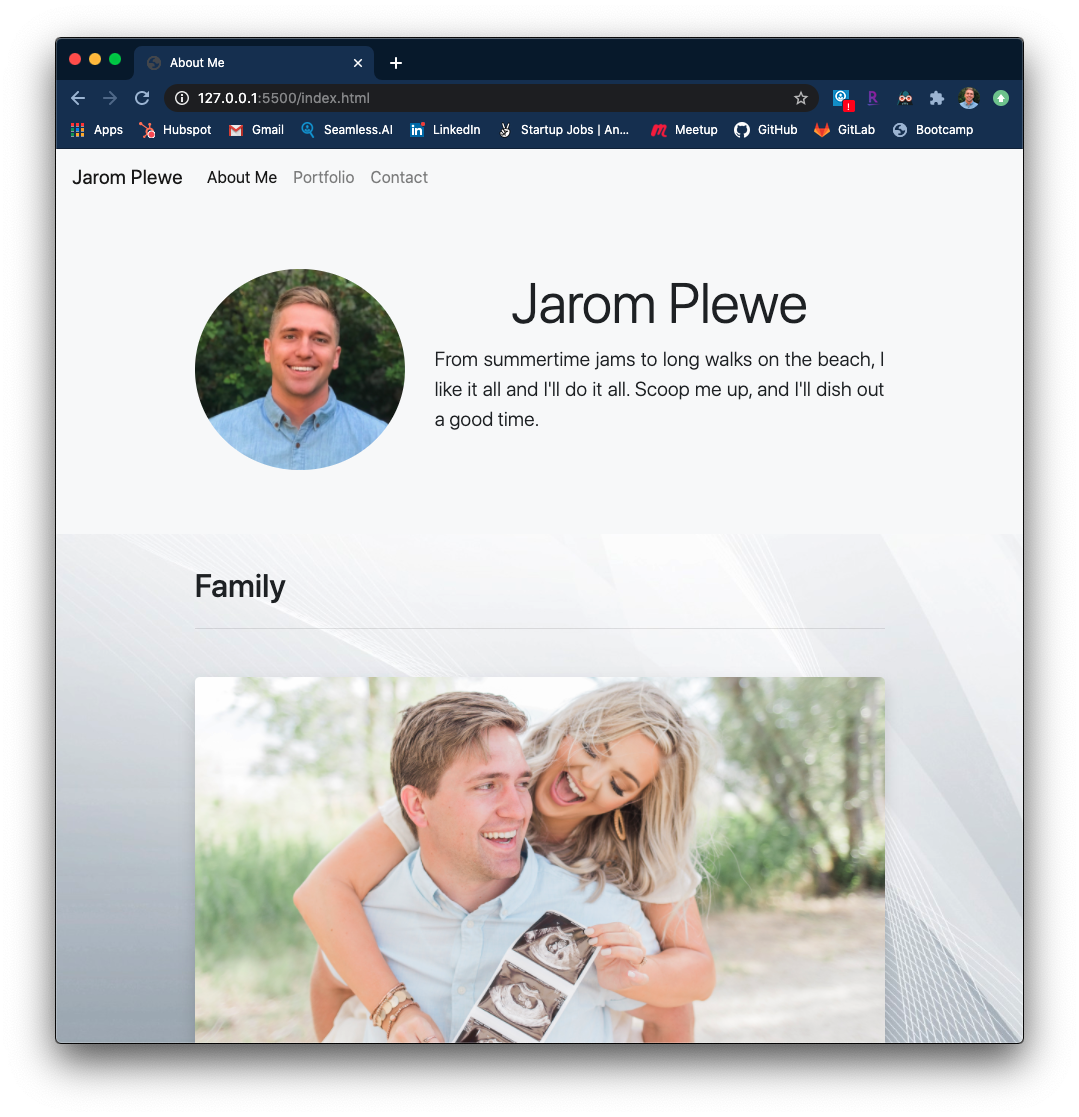 About Me
127.0.0.1:5500/index.html
Apps Hubspot Gmail Seamless.AI LinkedIn Startup Jobs | An... Meetup GitHub GitLab Bootcamp
Jarom Plewe About Me Portfolio Contact
Jarom Plewe
From summertime jams to long walks on the beach, I
like it all and I'll do it all. Scoop me up, and I'll dish out
a good time.
Family